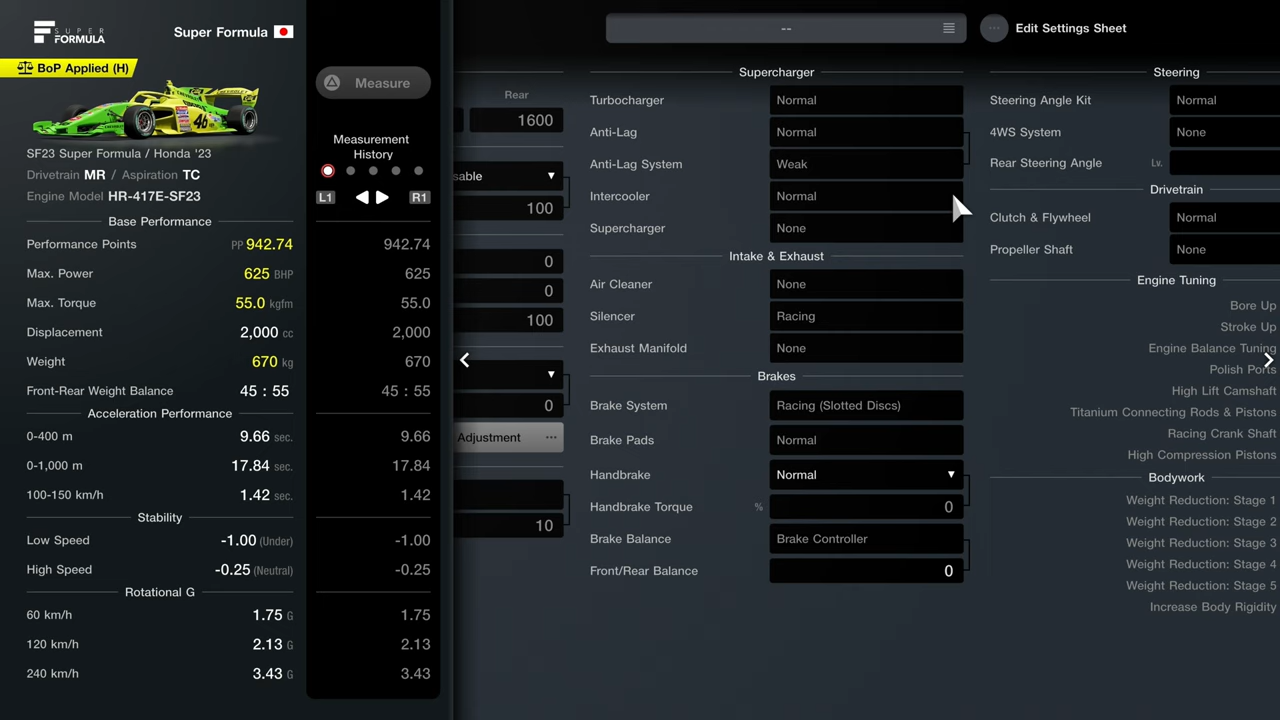 SUPER
FORMULA
Super Formula
BoP Applied (H)
46
SF23 Super Formula / Honda '23
Drivetrain MR / Aspiration TC
Engine Model HR-417E-SF23
Base Performance
Performance Points PP 942.74
Max. Power 625 BHP
Max. Torque 55.0 kgfm
Displacement 2,000 cc
Weight 670 kg
Front-Rear Weight Balance 45 : 55
Acceleration Performance
0-400 m 9.66 sec.
0-1,000 m 17.84 sec.
100-150 km/h 1.42 sec.
Stability
Low Speed -1.00 (Under)
High Speed -0.25 (Neutral)
Rotational G
60 km/h 1.75 G
120 km/h 2.13 G
240 km/h 3.43 G
Measure
Measurement
History
L1 R1
942.74
625
55.0
2,000
670
45 : 55
9.66
17.84
1.42
-1.00
-0.25
1.75
2.13
3.43
--
Edit Settings Sheet
Rear
1600
sable
100
0
0
100
0
Adjustment
10
Supercharger
Turbocharger Normal
Anti-Lag Normal
Anti-Lag System Weak
Intercooler Normal
Supercharger None
Intake & Exhaust
Air Cleaner None
Silencer Racing
Exhaust Manifold None
Brakes
Brake System Racing (Slotted Discs)
Brake Pads Normal
Handbrake Normal
Handbrake Torque % 0
Brake Balance Brake Controller
Front/Rear Balance 0
Steering
Steering Angle Kit Normal
4WS System None
Rear Steering Angle Lv.
Drivetrain
Clutch & Flywheel Normal
Propeller Shaft None
Engine Tuning
Bore Up
Stroke Up
Engine Balance Tuning
Polish Ports
High Lift Camshaft
Titanium Connecting Rods & Pistons
Racing Crank Shaft
High Compression Pistons
Bodywork
Weight Reduction: Stage 1
Weight Reduction: Stage 2
Weight Reduction: Stage 3
Weight Reduction: Stage 4
Weight Reduction: Stage 5
Increase Body Rigidity